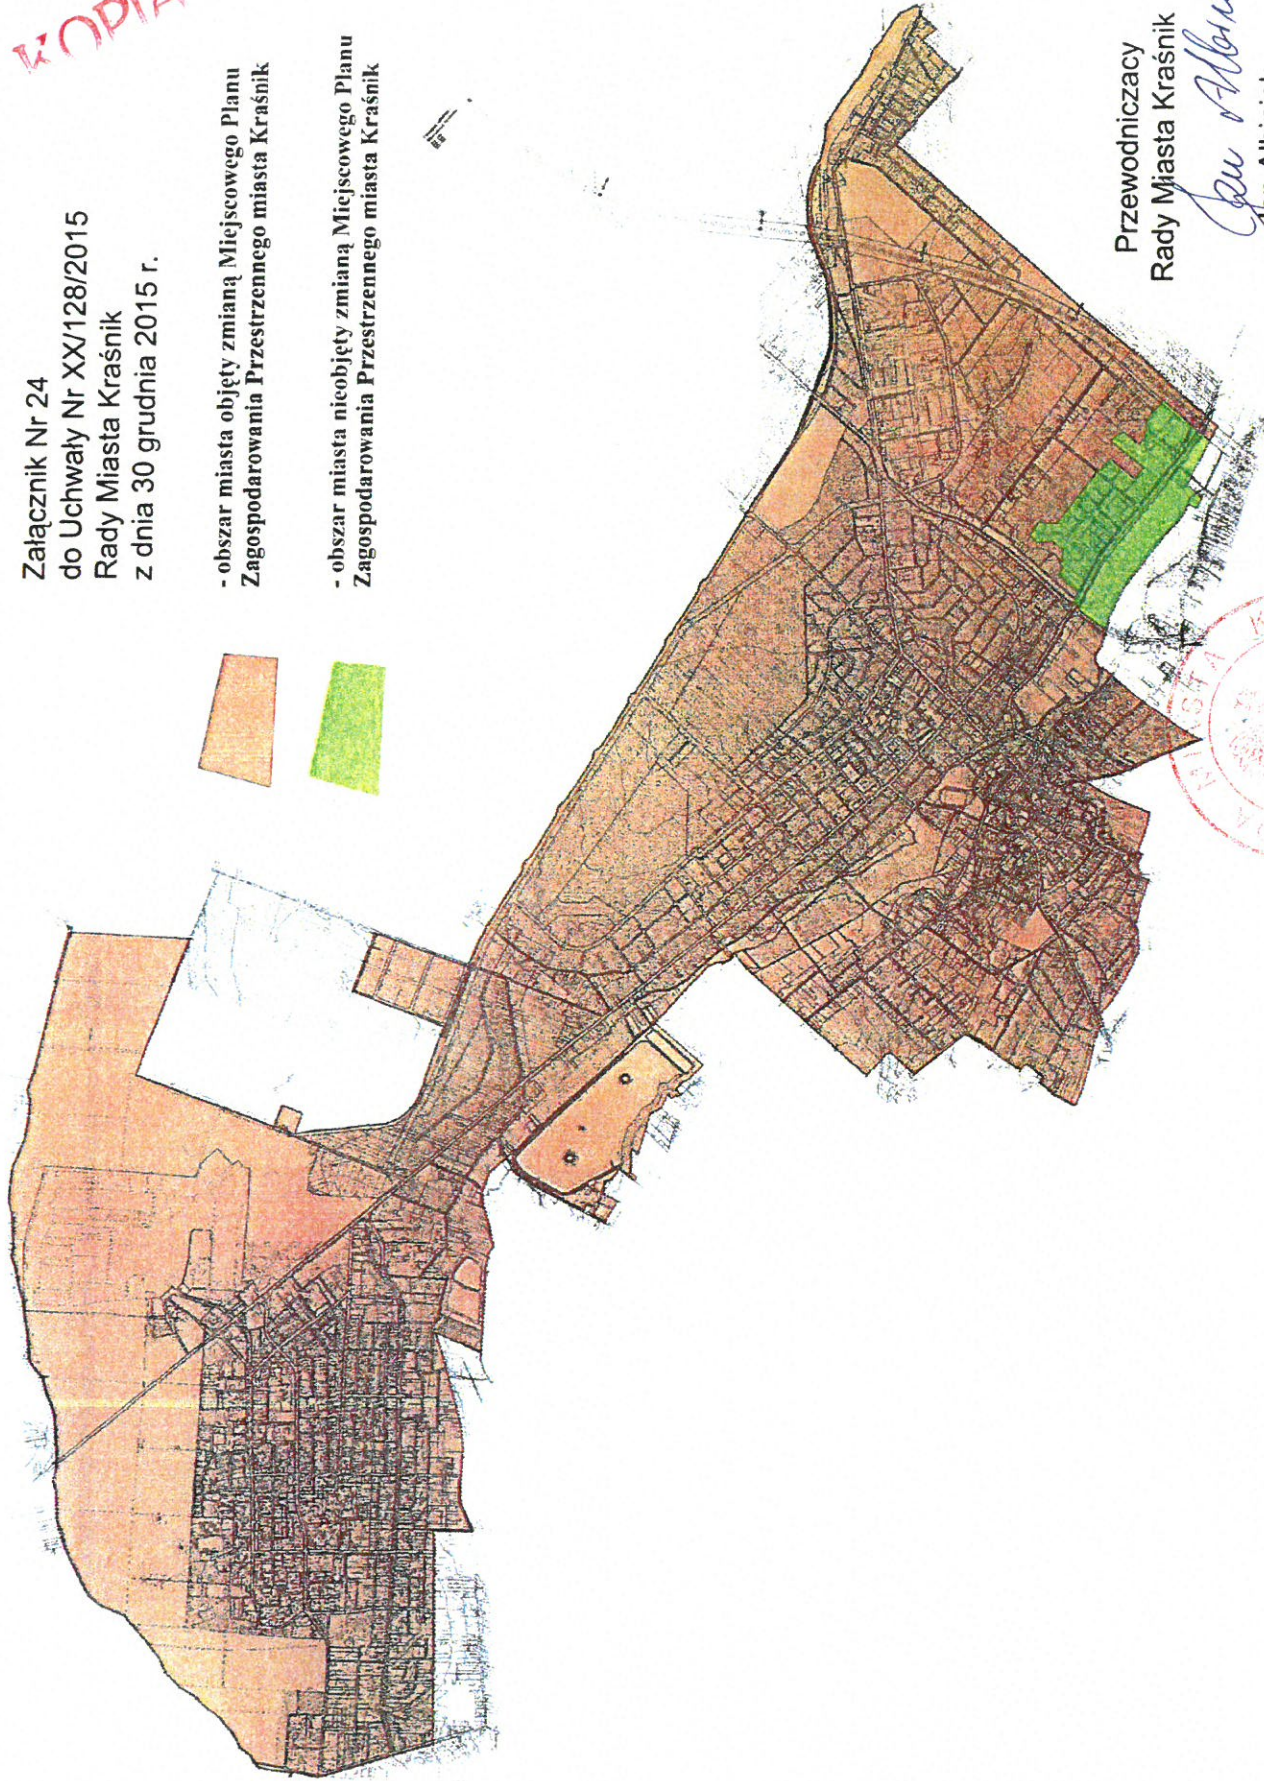 KOPIA
Załącznik Nr 24
do Uchwały Nr XX/128/2015
Rady Miasta Kraśnik
z dnia 30 grudnia 2015 r.
- obszar miasta objęty zmianą Miejscowego Planu
Zagospodarowania Przestrzennego miasta Kraśnik
- obszar miasta nieobjęty zmianą Miejscowego Planu
Zagospodarowania Przestrzennego miasta Kraśnik
Przewodniczacy
Rady Miasta Kraśnik
MIASTA K